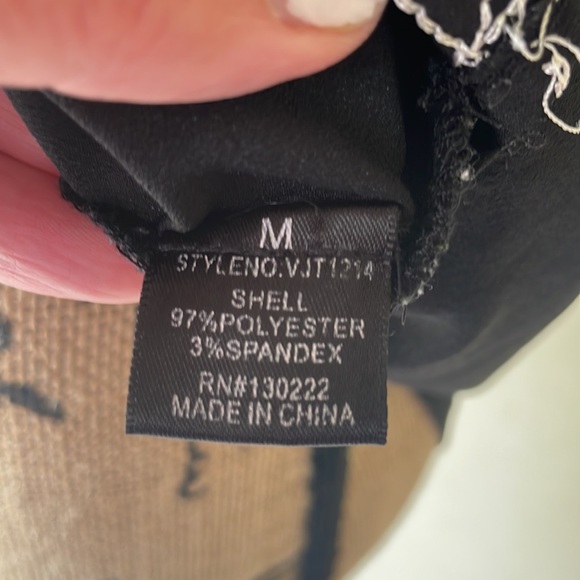 M
STYLENO:VJT1214
SHELL
97%POLYESTER
3%SPANDEX
RN#130222
MADE IN CHINA